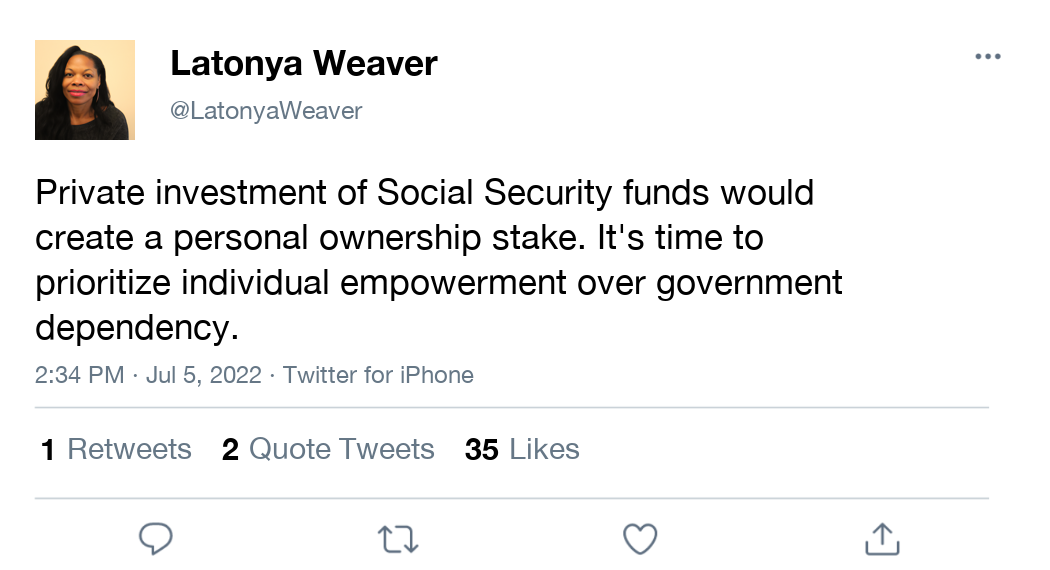 Latonya Weaver
@LatonyaWeaver
Private investment of Social Security funds would
create a personal ownership stake. It's time to
prioritize individual empowerment over government
dependency.
2:34 PM · Jul 5, 2022 · Twitter for iPhone
1 Retweets 2 Quote Tweets 35 Likes